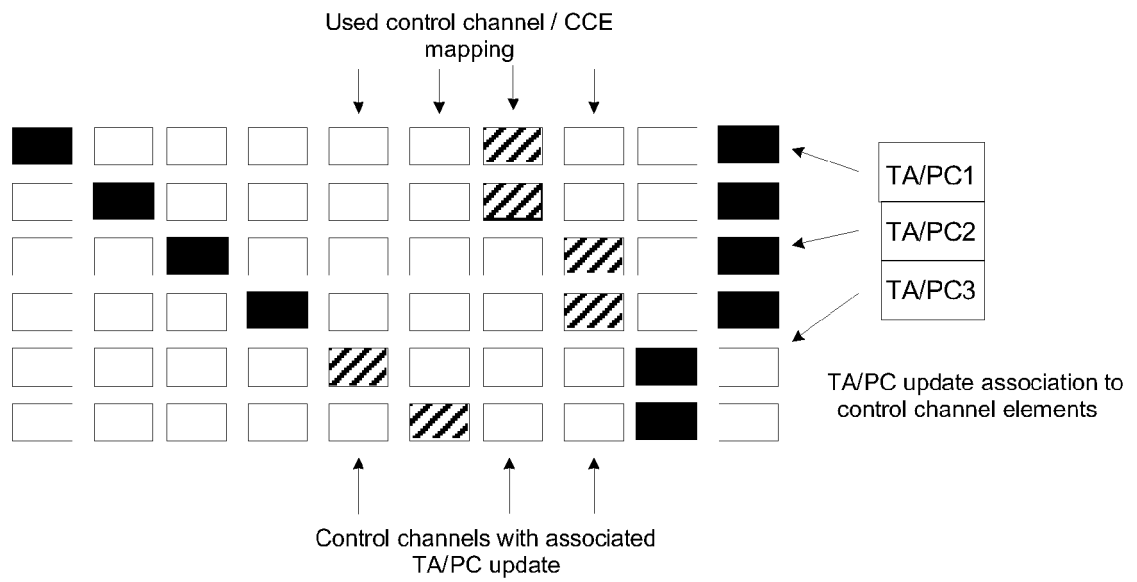 Used control channel / CCE
mapping
TA/PC1
TA/PC2
TA/PC3
TA/PC update association to
control channel elements
Control channels with associated
TA/PC update